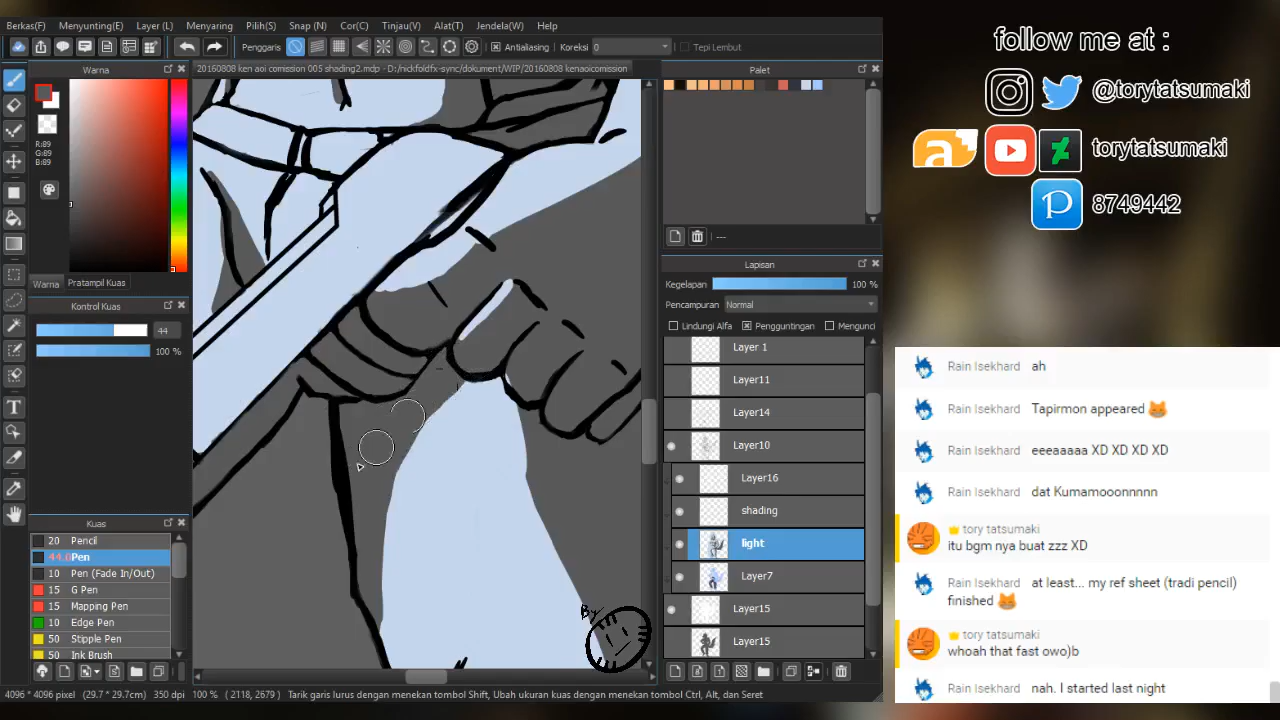 Berkas(F) Menyunting(E) Layer (L) Menyaring Pilih(S) Snap (N) Cor(C) Tinjau(V) Alat(T) Jendela(W) Help
Penggaris Antialiasing Koreksi 0 Tepi Lembut
Warna
20160808 ken aoi comission 005 shading2.mdp - D:/nickfoldfx-sync/dokument/WIP/20160808 kenaoicomission
Palet
R:89
G:89
B:89
---
Warna Pratampil Kuas
Kontrol Kuas
44
100 %
Kuas
20 Pencil
44.0 Pen
10 Pen (Fade In/Out)
15 G Pen
15 Mapping Pen
10 Edge Pen
50 Stipple Pen
50 Ink Brush
Lapisan
Kegelapan 100 %
Pencampuran Normal
Lindungi Alfa Pengguntingan Mengunci
Layer 1
Layer11
Layer14
Layer10
Layer16
shading
light
Layer7
Layer15
Layer15
By
4096 * 4096 pixel (29.7 * 29.7cm) 350 dpi 100 % ( 2118, 2679 ) Tarik garis lurus dengan menekan tombol Shift, Ubah ukuran kuas dengan menekan tombol Ctrl, Alt, dan Seret
follow me at :
@torytatsumaki
torytatsumaki
8749442
Rain Isekhard ah
Rain Isekhard Tapirmon appeared
Rain Isekhard eeeaaaaa XD XD XD XD
Rain Isekhard dat Kumamooonnnnn
tory tatsumaki
itu bgm nya buat zzz XD
Rain Isekhard at least... my ref sheet (tradi pencil)
finished
tory tatsumaki
whoah that fast owo)b
Rain Isekhard nah. I started last night